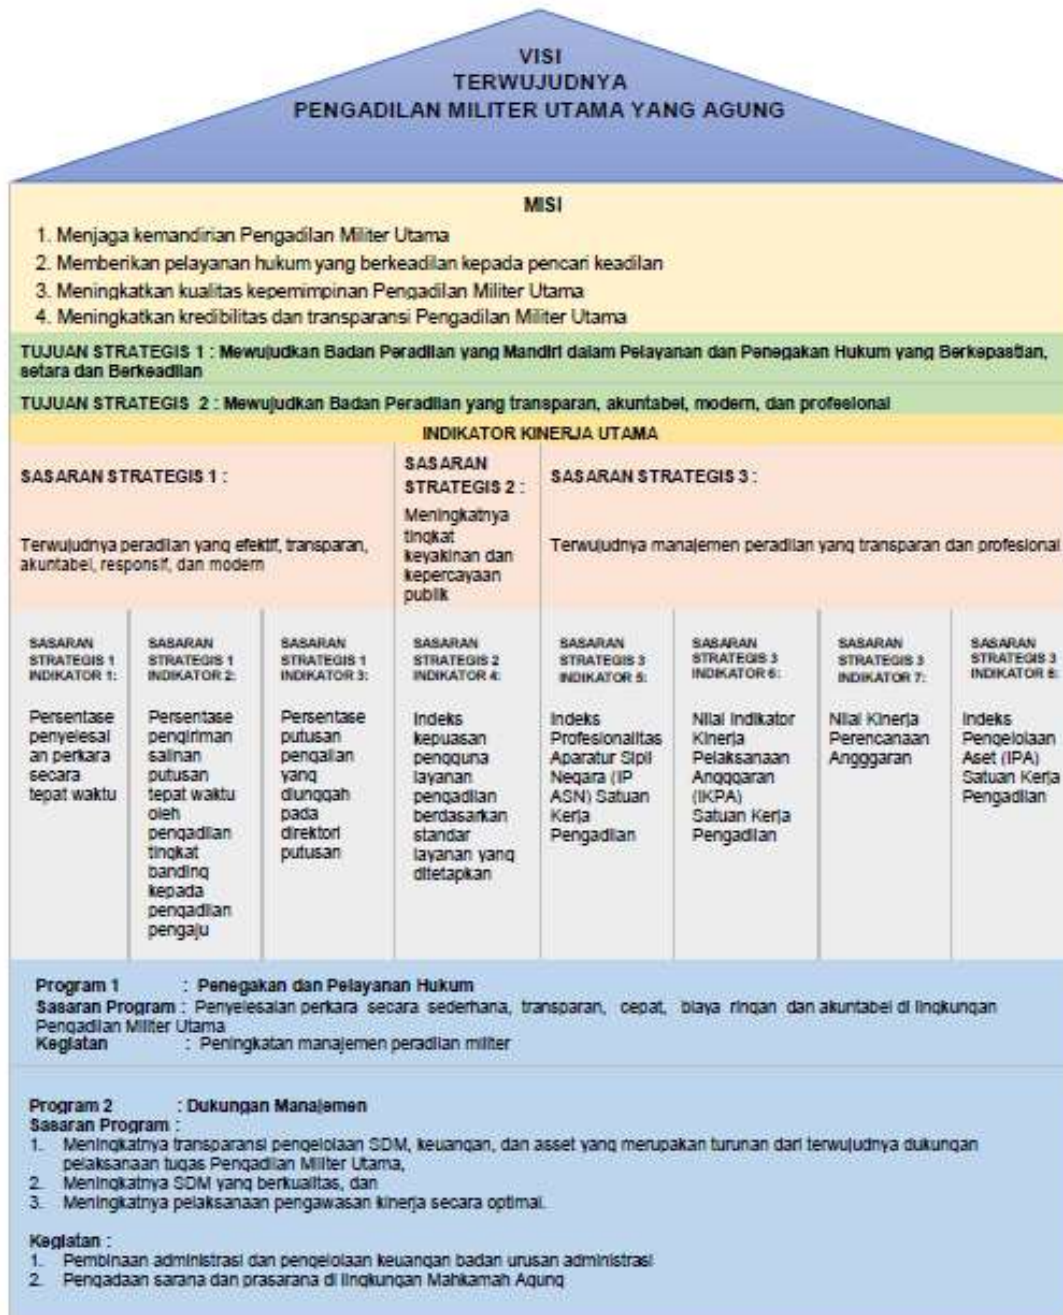 VISI
TERWUJUDNYA
PENGADILAN MILITER UTAMA YANG AGUNG
MISI
1. Menjaga kemandirian Pengadilan Militer Utama
2. Memberikan pelayanan hukum yang berkeadilan kepada pencari keadilan
3. Meningkatkan kualitas kepemimpinan Pengadilan Militer Utama
4. Meningkatkan kredibilitas dan transparansi Pengadilan Militer Utama
TUJUAN STRATEGIS 1 : Mewujudkan Badan Peradilan yang Mandiri dalam Pelayanan dan Penegakan Hukum yang Berkepastian,
setara dan Berkeadilan
TUJUAN STRATEGIS 2 : Mewujudkan Badan Peradilan yang transparan, akuntabel, modern, dan profesional
INDIKATOR KINERJA UTAMA
SASARAN STRATEGIS 1 :
Terwujudnya peradilan yang efektif, transparan,
akuntabel, responsif, dan modern
SASARAN
STRATEGIS 2 :
Meningkatnya
tingkat
keyakinan dan
kepercayaan
publik
SASARAN STRATEGIS 3 :
Terwujudnya manajemen peradilan yang transparan dan profesional
SASARAN
STRATEGIS 1
INDIKATOR 1:
Persentase
penyelesai
an perkara
secara
tepat waktu
SASARAN
STRATEGIS 1
INDIKATOR 2:
Persentase
pengiriman
salinan
putusan
tepat waktu
oleh
pengadilan
tingkat
banding
kepada
pengadilan
pengaju
SASARAN
STRATEGIS 1
INDIKATOR 3:
Persentase
putusan
pengalian
yang
diunggah
pada
direktori
putusan
SASARAN
STRATEGIS 2
INDIKATOR 4:
Indeks
kepuasan
pengguna
layanan
pengadilan
berdasarkan
standar
layanan yang
ditetapkan
SASARAN
STRATEGIS 3
INDIKATOR 5:
Indeks
Profesionalitas
Aparatur Sipil
Negara (IP
ASN) Satuan
Kerja
Pengadilan
SASARAN
STRATEGIS 3
INDIKATOR 6:
Nilai Indikator
Kinerja
Pelaksanaan
Angggaran
(IKPA)
Satuan Kerja
Pengadilan
SASARAN
STRATEGIS 3
INDIKATOR 7:
Nilai Kinerja
Perencanaan
Angggaran
SASARAN
STRATEGIS 3
INDIKATOR 8:
Indeks
Pengelolaan
Aset (IPA)
Satuan Kerja
Pengadilan
Program 1 : Penegakan dan Pelayanan Hukum
Sasaran Program : Penyelesaian perkara secara sederhana, transparan, cepat, biaya ringan dan akuntabel di lingkungan
Pengadilan Militer Utama
Kegiatan : Peningkatan manajemen peradilan militer
Program 2 : Dukungan Manajemen
Sasaran Program :
1. Meningkatnya transparansi pengelolaan SDM, keuangan, dan asset yang merupakan turunan dari terwujudnya dukungan
pelaksanaan tugas Pengadilan Militer Utama,
2. Meningkatnya SDM yang berkualitas, dan
3. Meningkatnya pelaksanaan pengawasan kinerja secara optimal.
Kegiatan :
1. Pembinaan administrasi dan pengelolaan keuangan badan urusan administrasi
2. Pengadaan sarana dan prasarana di lingkungan Mahkamah Agung